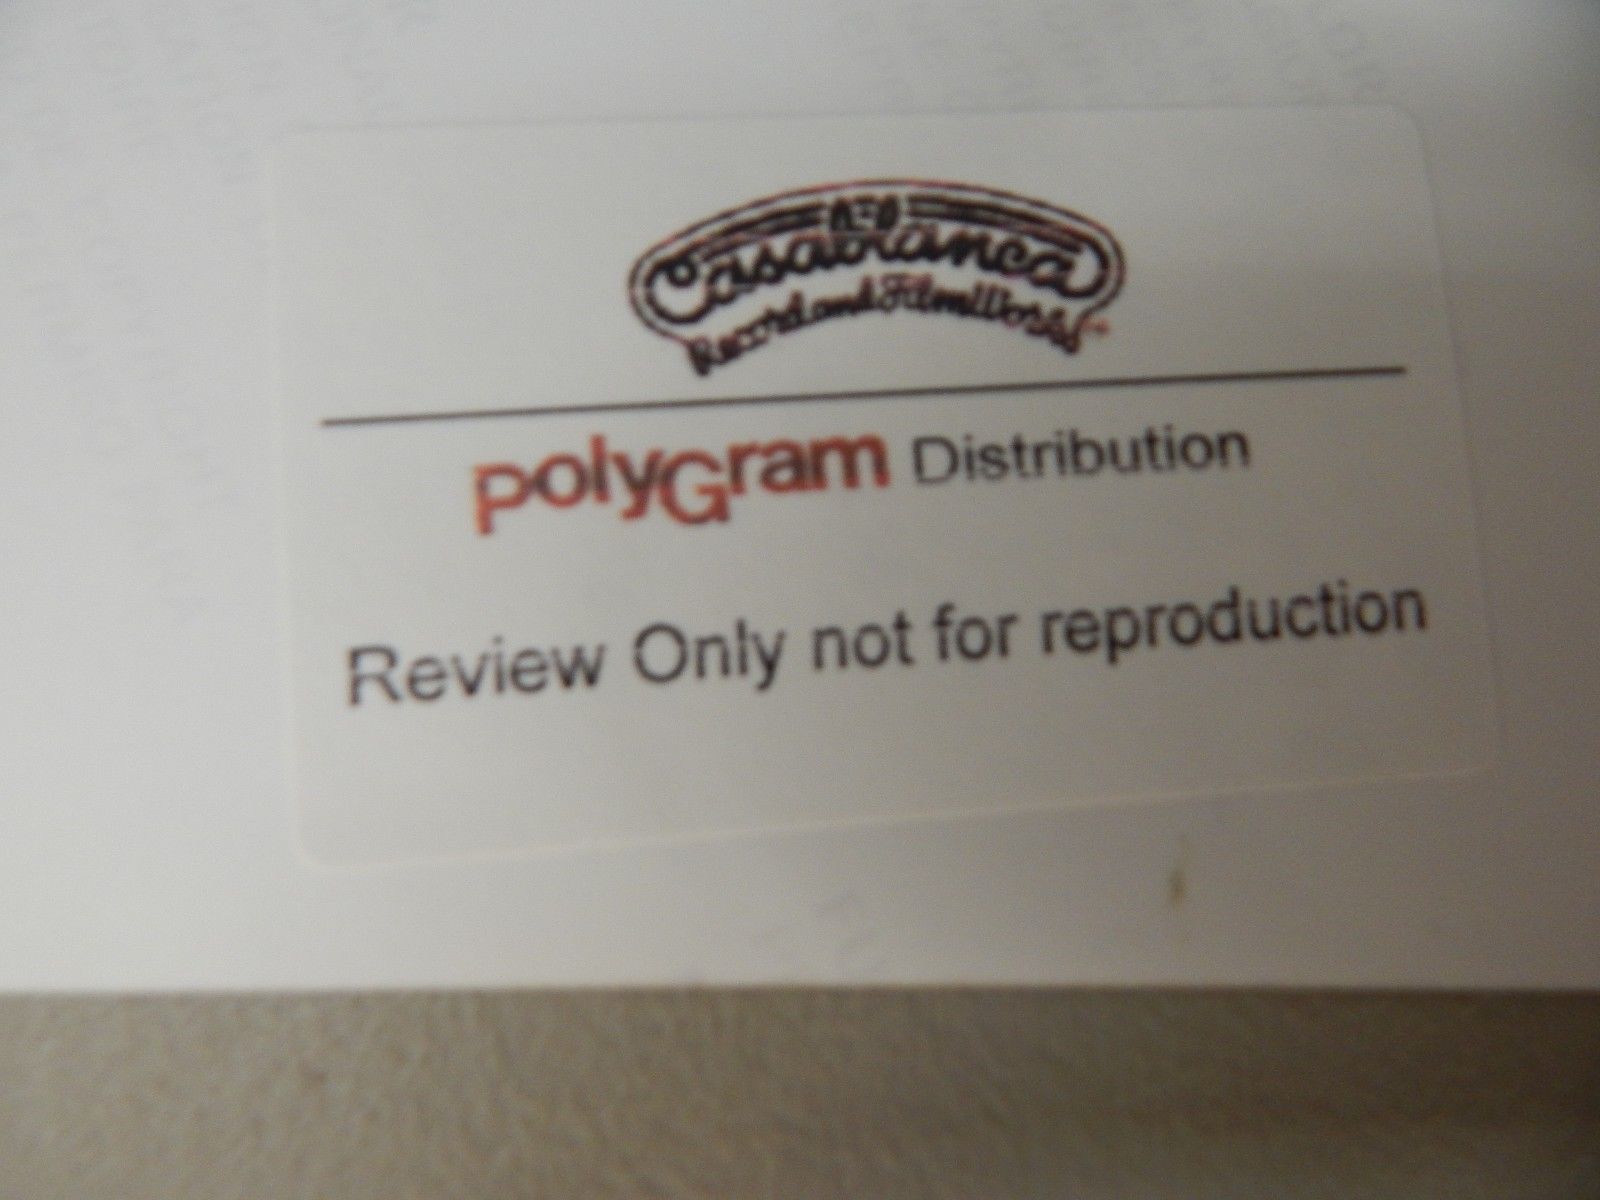 Casablanca
Record and FilmWorks
PolyGram Distribution
Review Only not for reproduction